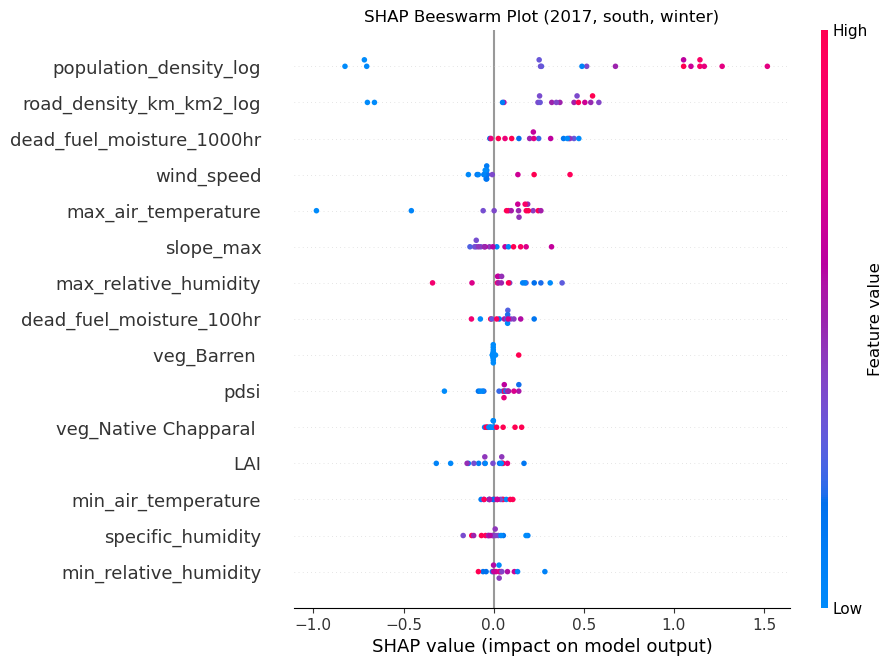 SHAP Beeswarm Plot (2017, south, winter)
High
population_density_log
road_density_km_km2_log
dead_fuel_moisture_1000hr
wind_speed
max_air_temperature
slope_max
max_relative_humidity
dead_fuel_moisture_100hr
veg_Barren
pdsi
veg_Native Chapparal
LAI
min_air_temperature
specific_humidity
min_relative_humidity
Feature value
Low
−1.0 −0.5 0.0 0.5 1.0 1.5
SHAP value (impact on model output)